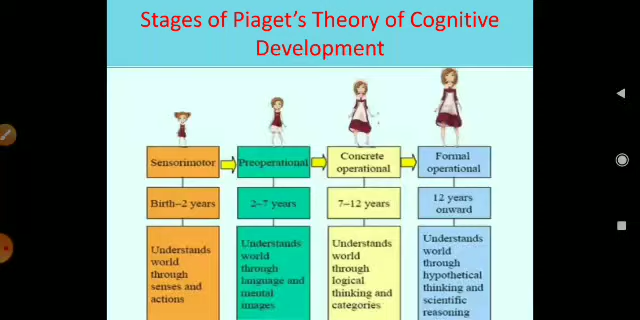 Stages of Piaget's Theory of Cognitive
Development
Sensorimotor
Preoperational
Concrete
operational
Formal
operational
Birth–2 years
2–7 years
7–12 years
12 years
onward
Understands
world
through
senses and
actions
Understands
world
through
language and
mental
images
Understands
world
through
logical
thinking and
categories
Understands
world
through
hypothetical
thinking and
scientific
reasoning